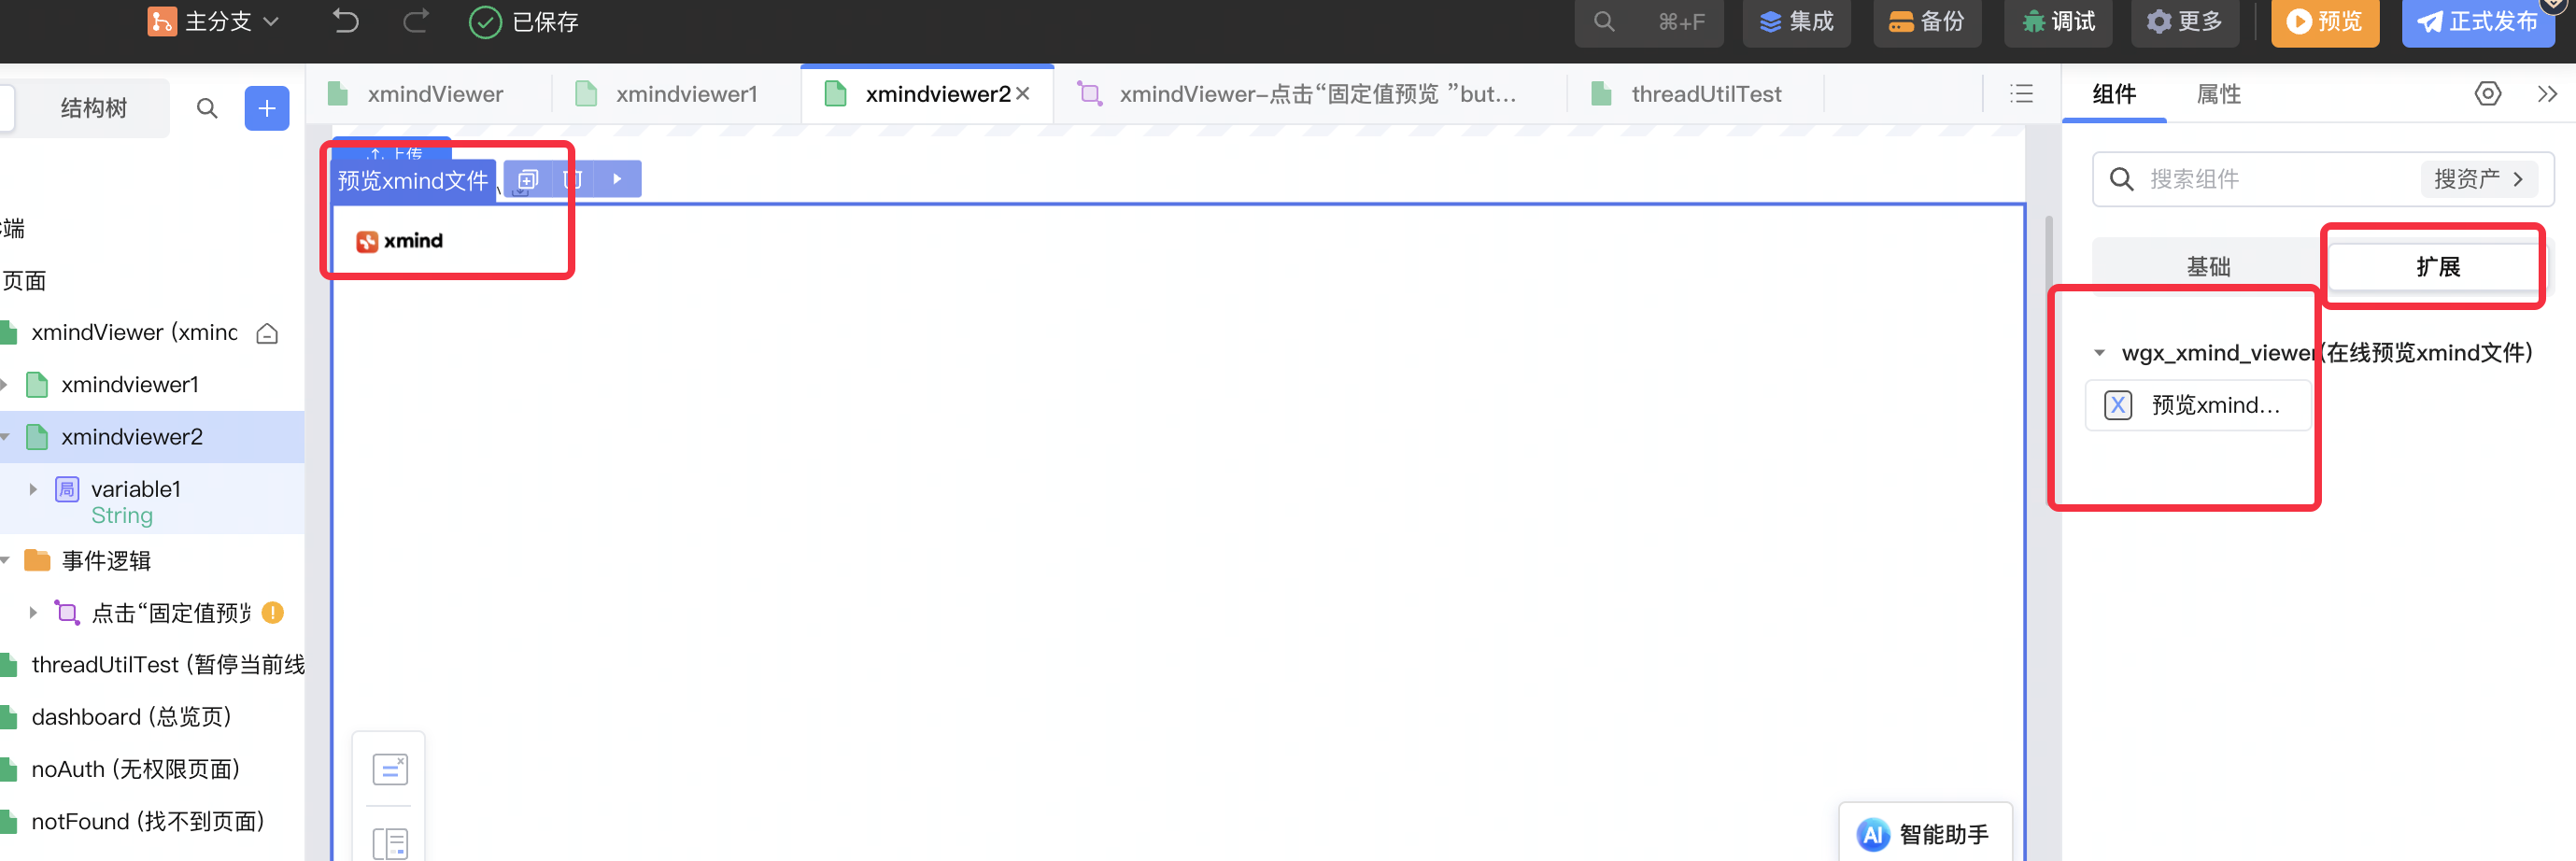 主分支
已保存
⌘+F
集成
备份
调试
更多
预览
正式发布
结构树
xmindViewer
xmindviewer1
xmindviewer2
xmindViewer-点击“固定值预览 ”but...
threadUtilTest
组件
属性
上传
预览xmind文件
xmind
搜索组件
搜资产
基础
扩展
wgx_xmind_viewer(在线预览xmind文件)
X 预览xmind...
端
页面
xmindViewer (xmind
xmindviewer1
xmindviewer2
局 variable1
String
事件逻辑
点击“固定值预览
threadUtilTest (暂停当前线
dashboard (总览页)
noAuth (无权限页面)
notFound (找不到页面)
AI 智能助手